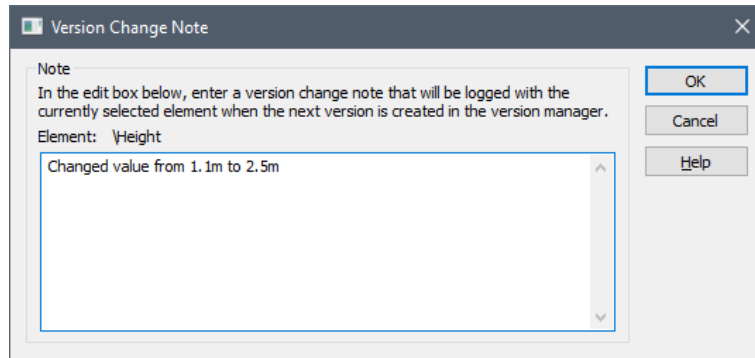 Version Change Note
Note
In the edit box below, enter a version change note that will be logged with the
currently selected element when the next version is created in the version manager.
Element: \Height
Changed value from 1.1m to 2.5m
OK
Cancel
Help